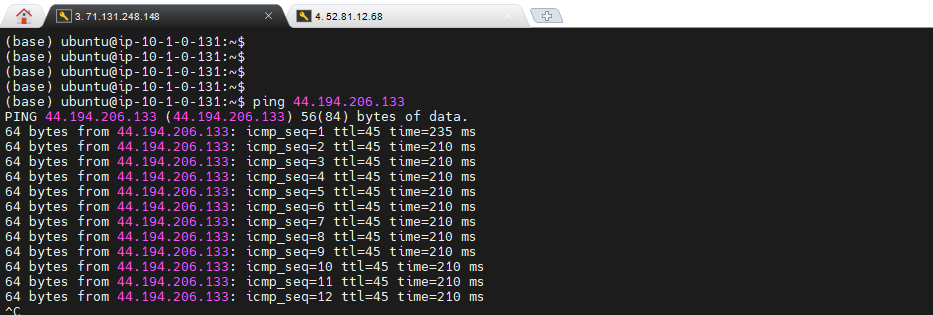 3. 71.131.248.148
4. 52.81.12.68
(base) ubuntu@ip-10-1-0-131:~$
(base) ubuntu@ip-10-1-0-131:~$
(base) ubuntu@ip-10-1-0-131:~$
(base) ubuntu@ip-10-1-0-131:~$
(base) ubuntu@ip-10-1-0-131:~$ ping 44.194.206.133
PING 44.194.206.133 (44.194.206.133) 56(84) bytes of data.
64 bytes from 44.194.206.133: icmp_seq=1 ttl=45 time=235 ms
64 bytes from 44.194.206.133: icmp_seq=2 ttl=45 time=210 ms
64 bytes from 44.194.206.133: icmp_seq=3 ttl=45 time=210 ms
64 bytes from 44.194.206.133: icmp_seq=4 ttl=45 time=210 ms
64 bytes from 44.194.206.133: icmp_seq=5 ttl=45 time=210 ms
64 bytes from 44.194.206.133: icmp_seq=6 ttl=45 time=210 ms
64 bytes from 44.194.206.133: icmp_seq=7 ttl=45 time=210 ms
64 bytes from 44.194.206.133: icmp_seq=8 ttl=45 time=210 ms
64 bytes from 44.194.206.133: icmp_seq=9 ttl=45 time=210 ms
64 bytes from 44.194.206.133: icmp_seq=10 ttl=45 time=210 ms
64 bytes from 44.194.206.133: icmp_seq=11 ttl=45 time=210 ms
64 bytes from 44.194.206.133: icmp_seq=12 ttl=45 time=210 ms
^C